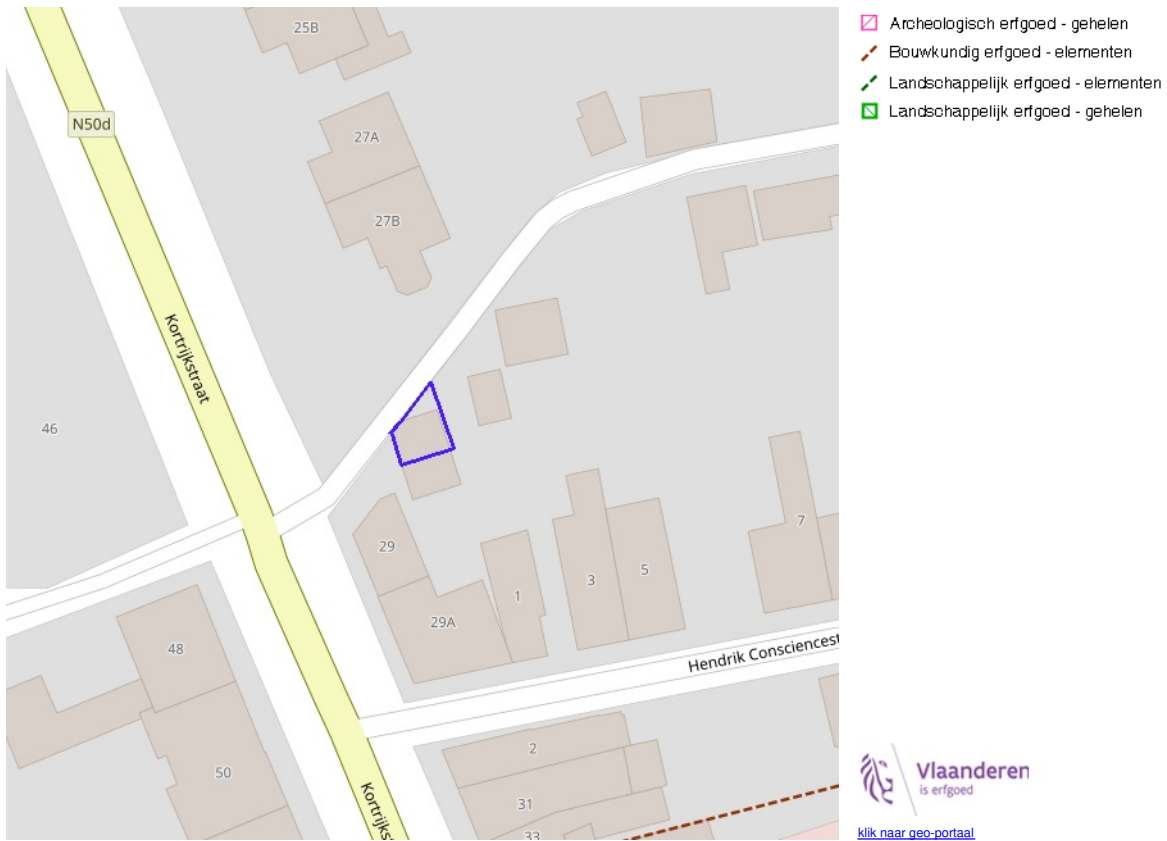 25B
N50d
27A
27B
Kortrijkstraat
46
29
7
3
5
1
29A
48
Hendrik Consciencest
2
50
31
Kortrijks
33
Archeologisch erfgoed - gehelen
Bouwkundig erfgoed - elementen
Landschappelijk erfgoed - elementen
Landschappelijk erfgoed - gehelen
Vlaanderen
is erfgoed
klik naar geo-portaal